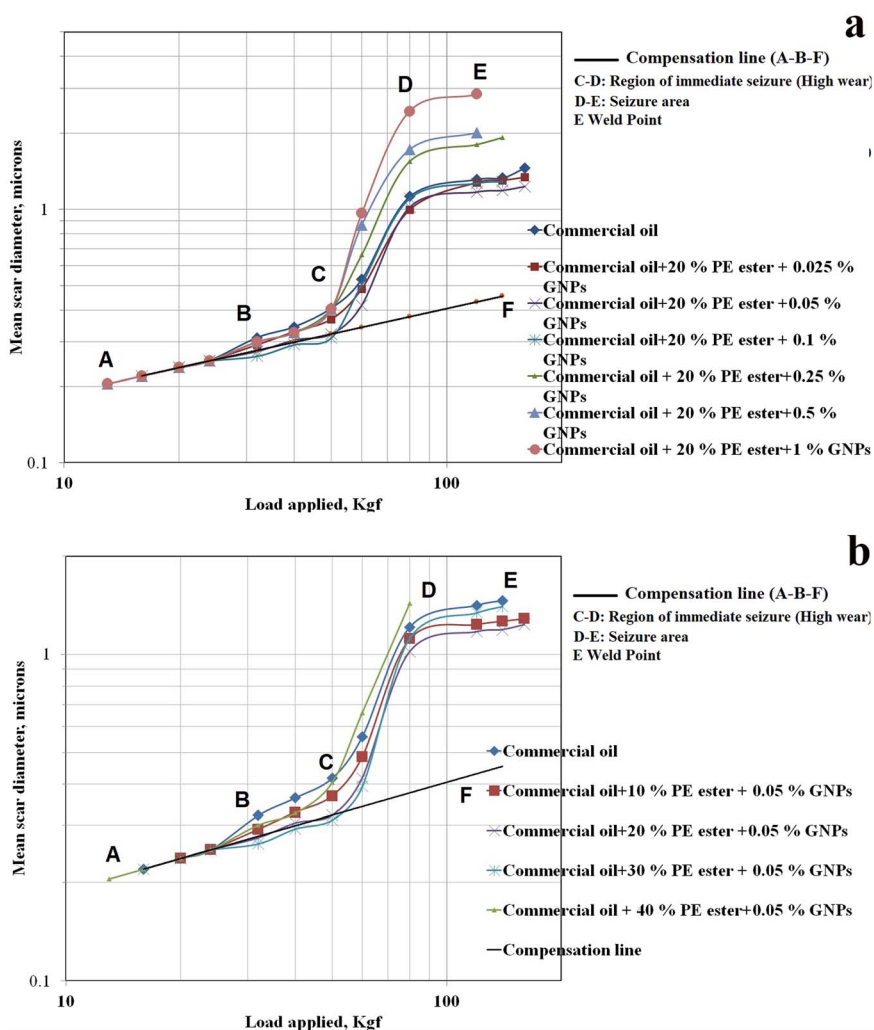 a
Compensation line (A-B-F)
C-D: Region of immediate seizure (High wear)
D-E: Seizure area
E Weld Point
Mean scar diameter, microns
1
0.1
A
B
C
D
E
F
Commercial oil
Commercial oil+20 % PE ester + 0.025 %
GNPs
Commercial oil+20 % PE ester +0.05 %
GNPs
Commercial oil+20 % PE ester + 0.1 %
GNPs
Commercial oil + 20 % PE ester+0.25 %
GNPs
Commercial oil + 20 % PE ester+0.5 %
GNPs
Commercial oil + 20 % PE ester+1 % GNPs
10
100
Load applied, Kgf
b
Compensation line (A-B-F)
C-D: Region of immediate seizure (High wear)
D-E: Seizure area
E Weld Point
Mean scar diameter, microns
1
0.1
A
B
C
D
E
F
Commercial oil
Commercial oil+10 % PE ester + 0.05 % GNPs
Commercial oil+20 % PE ester +0.05 % GNPs
Commercial oil+30 % PE ester + 0.05 % GNPs
Commercial oil + 40 % PE ester+0.05 % GNPs
Compensation line
10
100
Load applied, Kgf